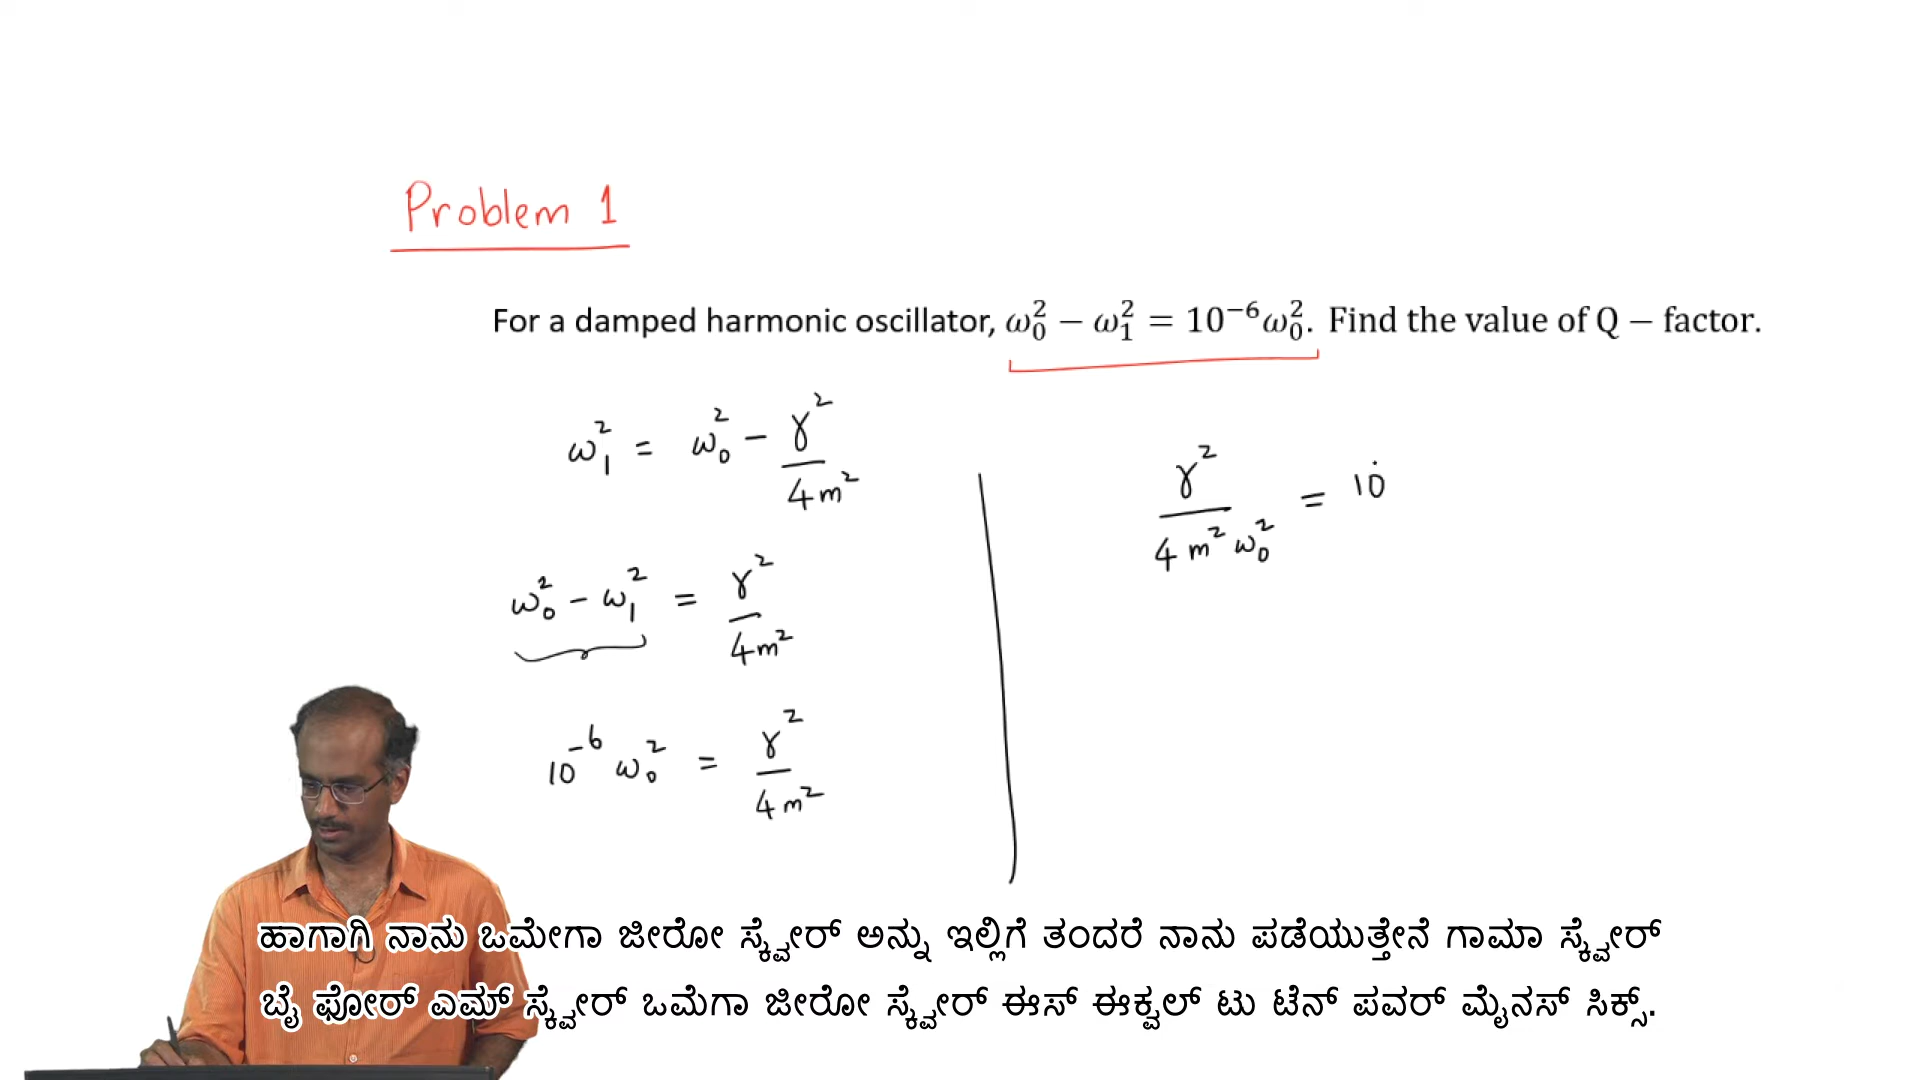 Problem 1
For a damped harmonic oscillator, ω₀² − ω₁² = 10⁻⁶ω₀². Find the value of Q − factor.
ω₁² = ω₀² − γ²/4m²
ω₀² − ω₁² = γ²/4m²
10⁻⁶ ω₀² = γ²/4m²
γ²/4m²ω₀² = 10
ಹಾಗಾಗಿ ನಾನು ಒಮೇಗಾ ಜೀರೋ ಸ್ಕ್ವೇರ್ ಅನ್ನು ಇಲ್ಲಿಗೆ ತಂದರೆ ನಾನು ಪಡೆಯುತ್ತೇನೆ ಗಾಮಾ ಸ್ಕ್ವೇರ್
ಬೈ ಫೋರ್ ಎಮ್ ಸ್ಕ್ವೇರ್ ಒಮೆಗಾ ಜೀರೋ ಸ್ಕ್ವೇರ್ ಈಸ್ ಈಕ್ವಲ್ ಟು ಟೆನ್ ಪವರ್ ಮೈನಸ್ ಸಿಕ್ಸ್.